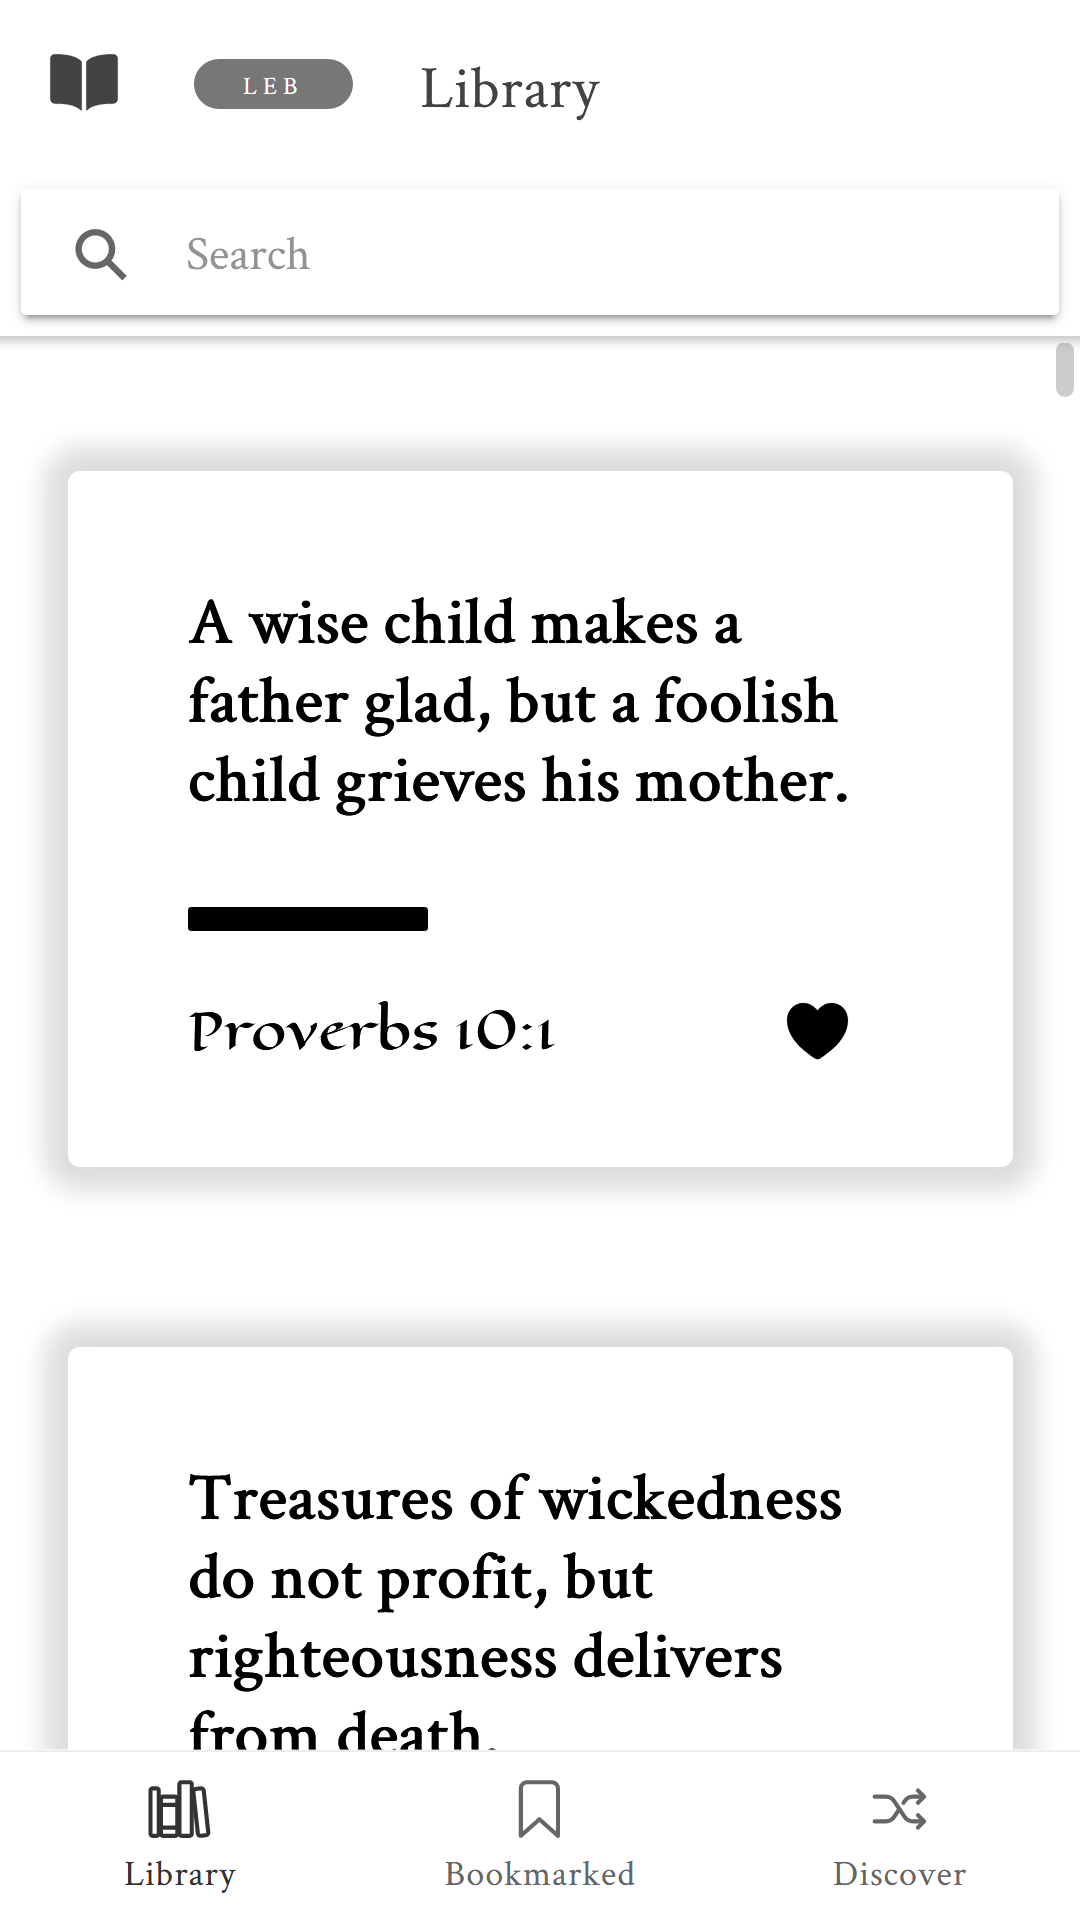 LEB Library
Search
A wise child makes a
father glad, but a foolish
child grieves his mother.
Proverbs 10:1
Treasures of wickedness
do not profit, but
righteousness delivers
from death.
Library Bookmarked Discover